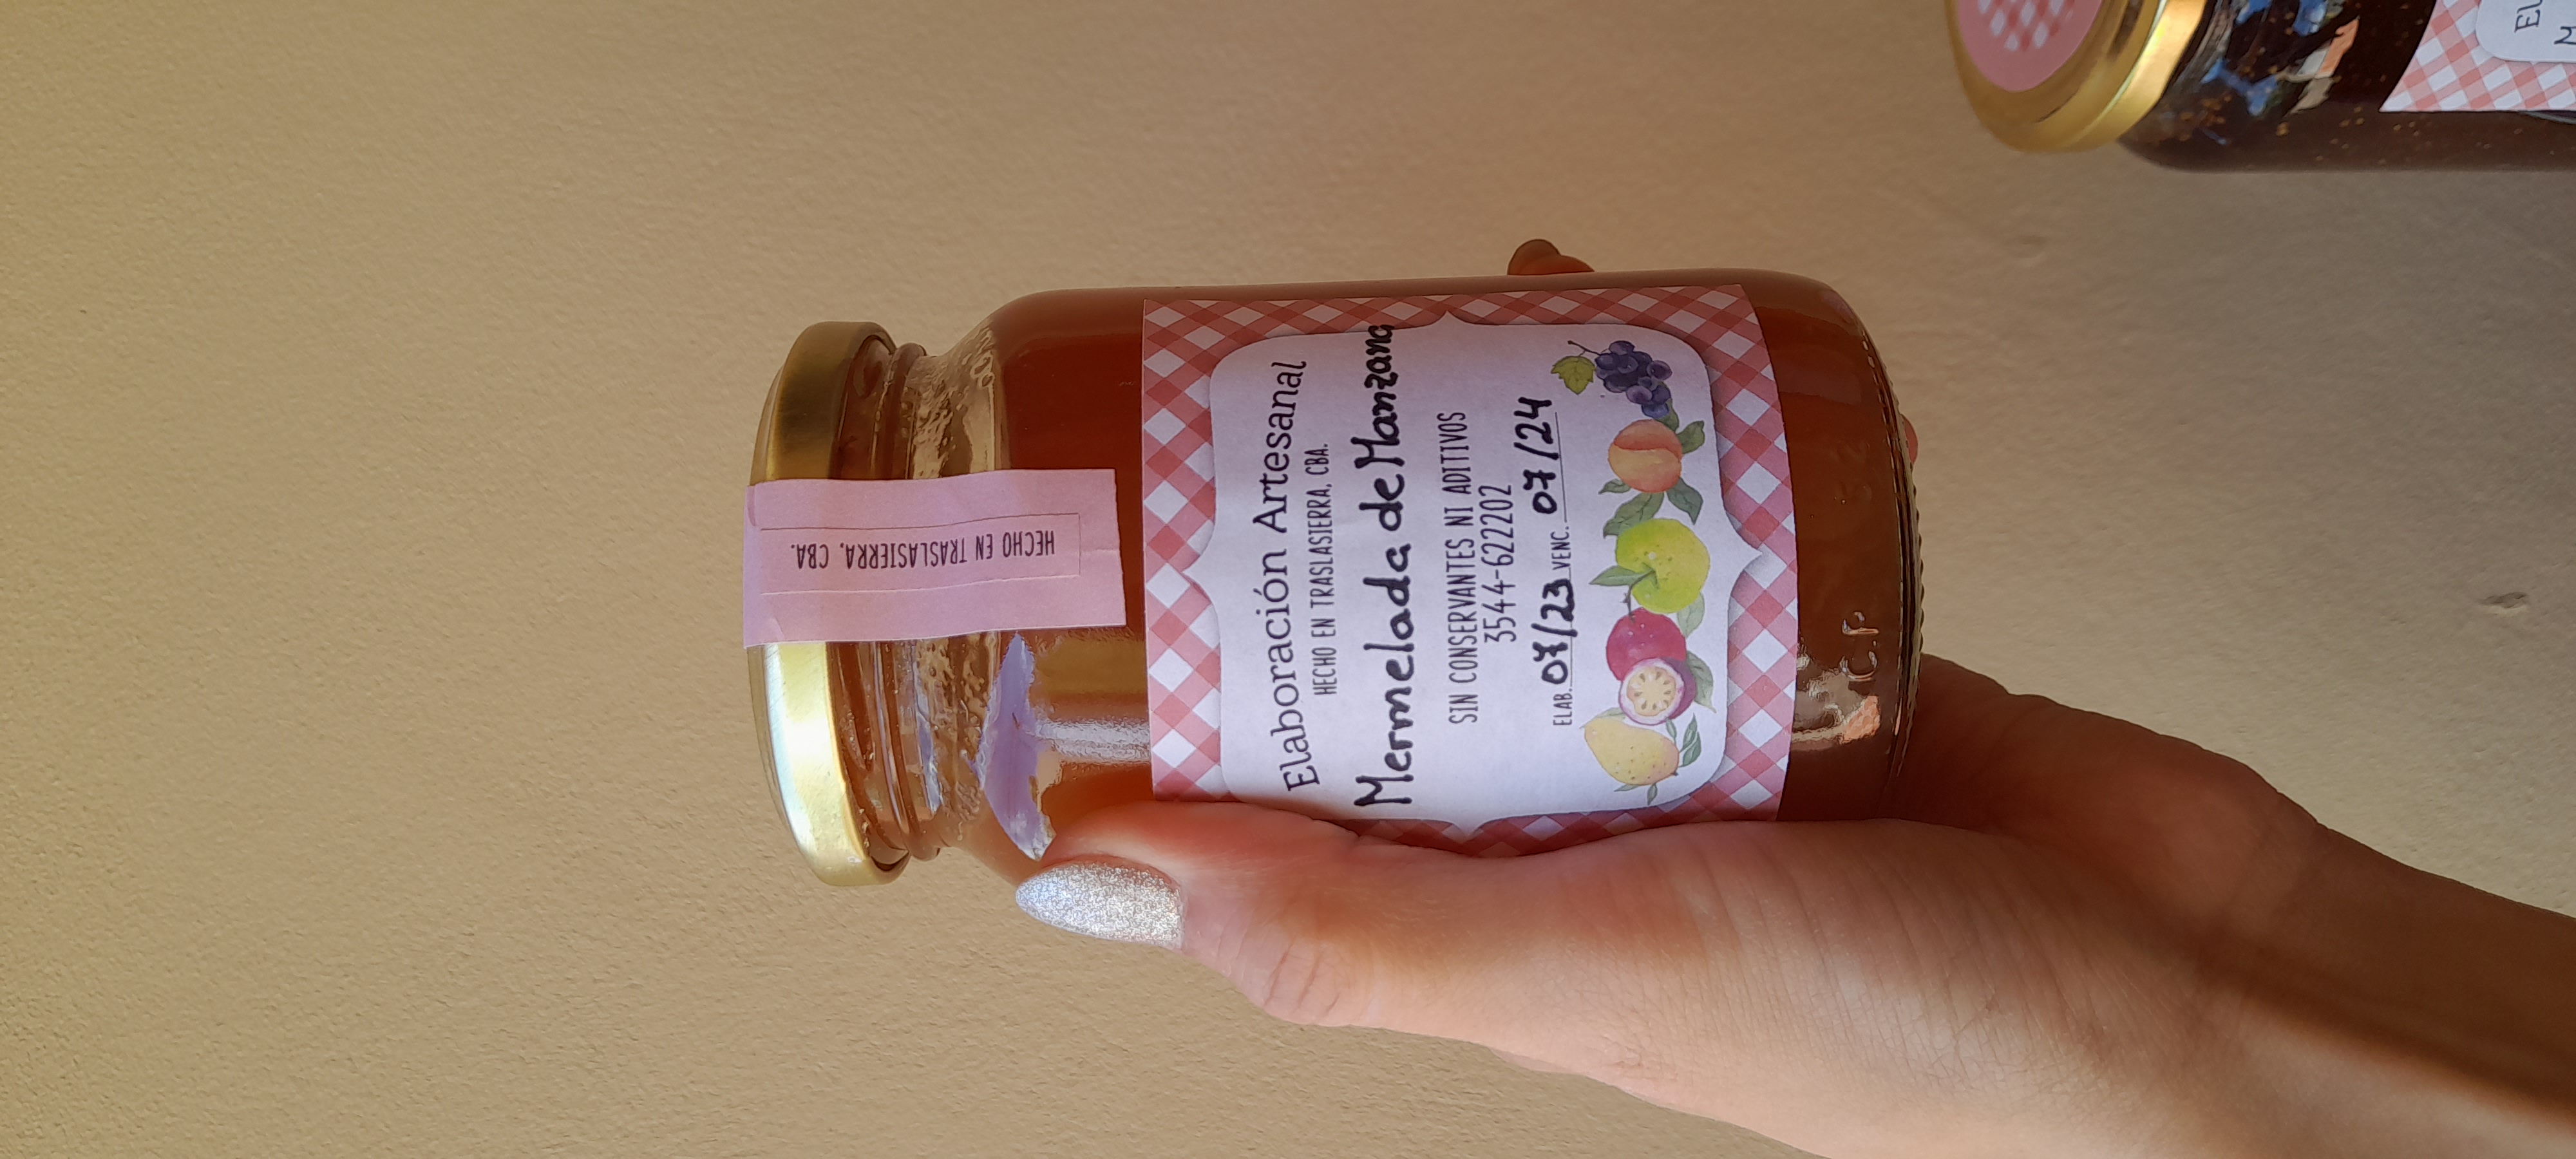 HECHO EN TRASLASIERRA, CBA.
Elaboración Artesanal
HECHO EN TRASLASIERRA, CBA.
Mermelada de Manzana
SIN CONSERVANTES NI ADITIVOS
3544-622202
ELAB. 07/23 VENC. 07/24
C.P
El
M